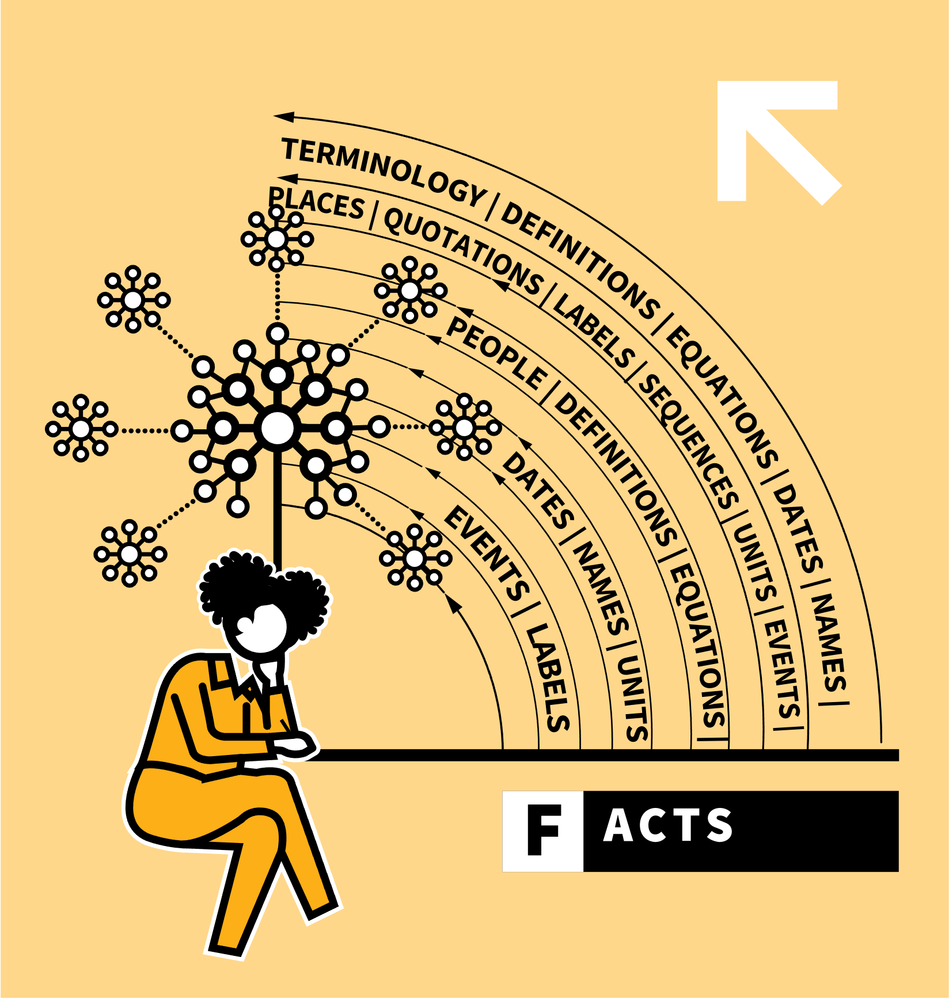 TERMINOLOGY | DEFINITIONS | EQUATIONS | DATES | NAMES |
PLACES | QUOTATIONS | LABELS | SEQUENCES | UNITS | EVENTS |
PEOPLE | DEFINITIONS | EQUATIONS |
DATES | NAMES | UNITS
EVENTS | LABELS
F ACTS